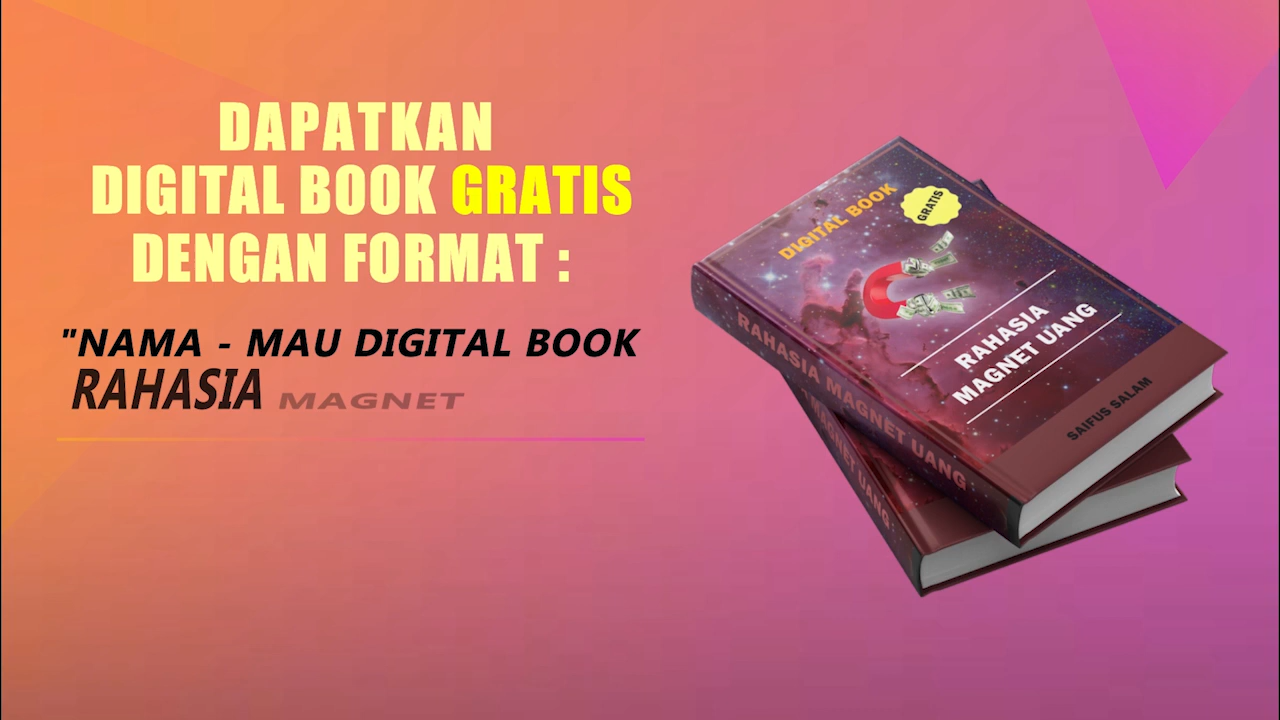 DAPATKAN
DIGITAL BOOK GRATIS
DENGAN FORMAT :
"NAMA - MAU DIGITAL BOOK
RAHASIA MAGNET
DIGITAL BOOK
GRATIS
RAHASIA
MAGNET UANG
SAIFUS SALAM
RAHASIA MAGNET UANG
MAGNET UANG